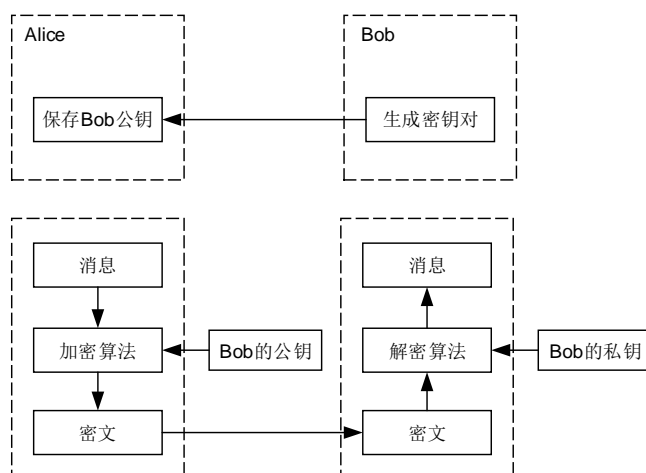 Alice
Bob
保存Bob公钥
生成密钥对
消息
消息
加密算法
Bob的公钥
解密算法
Bob的私钥
密文
密文